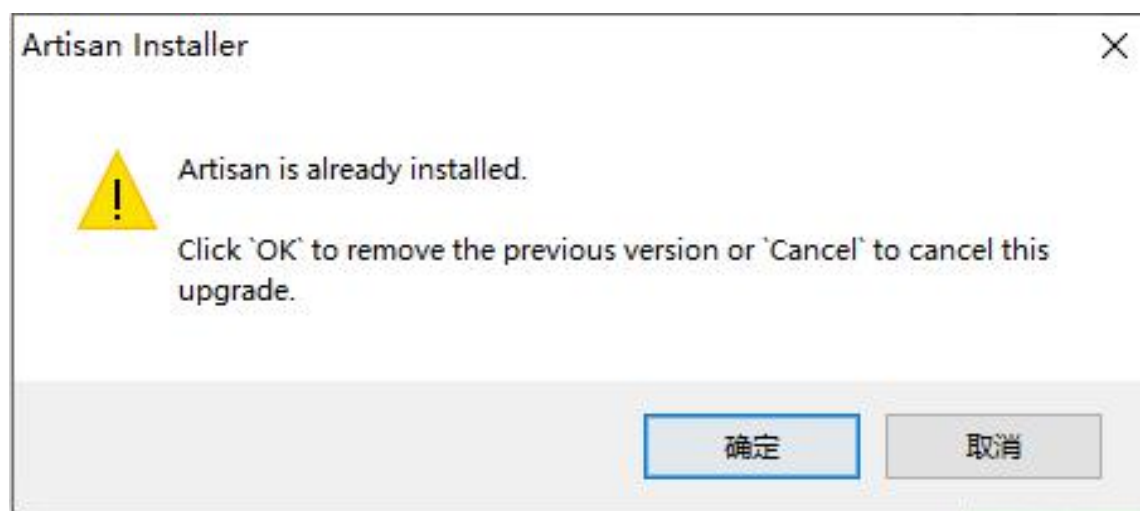 Artisan Installer
Artisan is already installed.
Click `OK` to remove the previous version or `Cancel` to cancel this
upgrade.
确定
取消